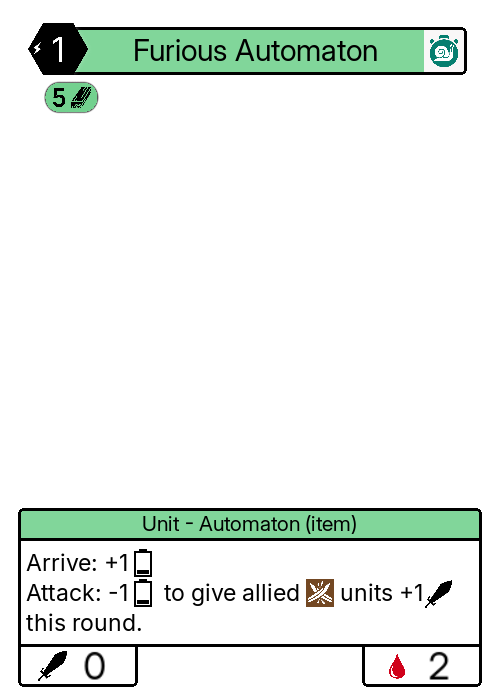 1 Furious Automaton
5
Unit - Automaton (item)
Arrive: +1
Attack: -1 to give allied units +1
this round.
0 2